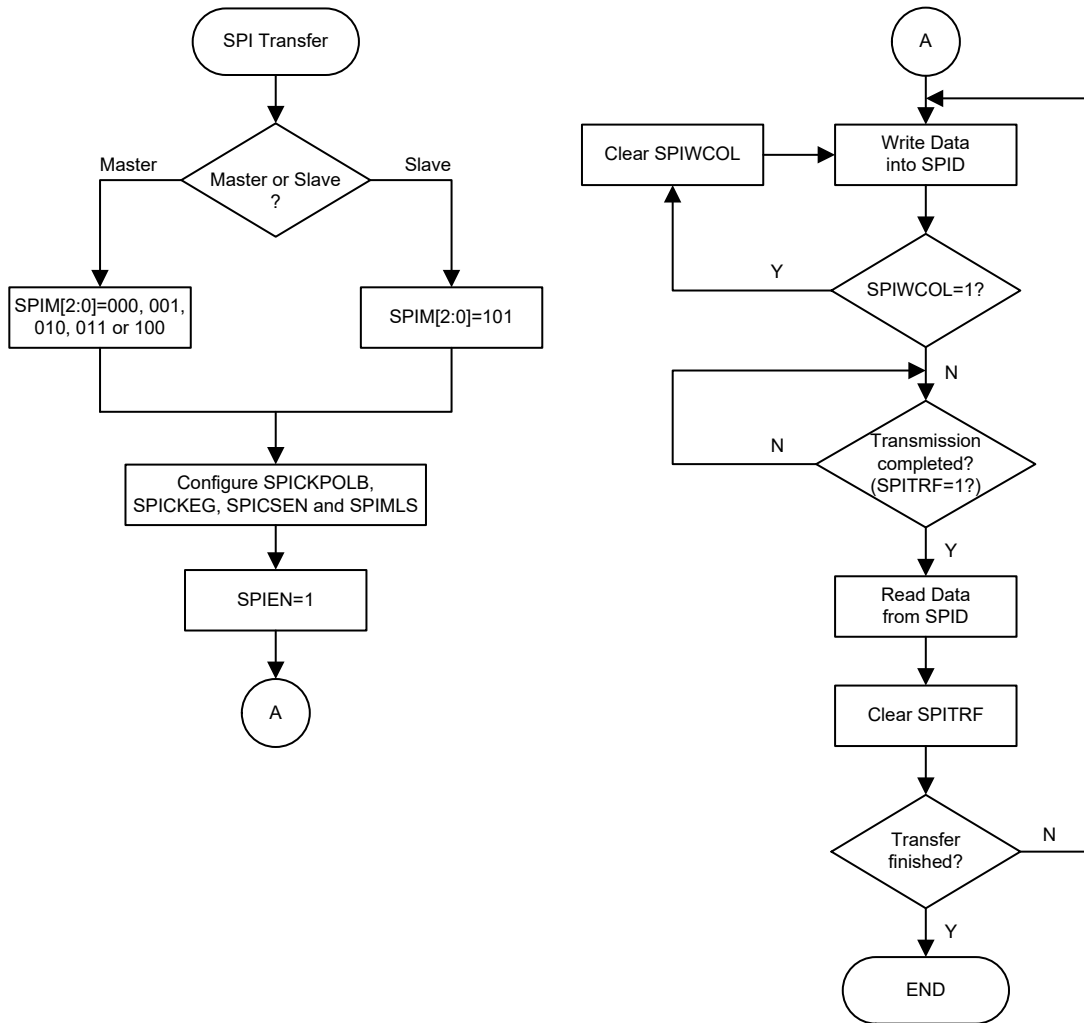 SPI Transfer
Master or Slave
?
Master
Slave
SPIM[2:0]=000, 001,
010, 011 or 100
SPIM[2:0]=101
Configure SPICKPOLB,
SPICKEG, SPICSEN and SPIMLS
SPIEN=1
A
A
Clear SPIWCOL
Write Data
into SPID
Y
SPIWCOL=1?
N
N
Transmission
completed?
(SPITRF=1?)
Y
Read Data
from SPID
Clear SPITRF
Transfer
finished?
N
Y
END